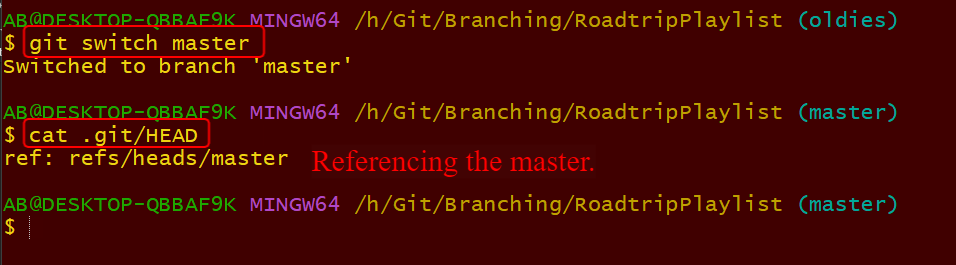 AB@DESKTOP-QBBAF9K MINGW64 /h/Git/Branching/RoadtripPlaylist (oldies)
$ git switch master
Switched to branch 'master'
AB@DESKTOP-QBBAF9K MINGW64 /h/Git/Branching/RoadtripPlaylist (master)
$ cat .git/HEAD
ref: refs/heads/master Referencing the master.
AB@DESKTOP-QBBAF9K MINGW64 /h/Git/Branching/RoadtripPlaylist (master)
$